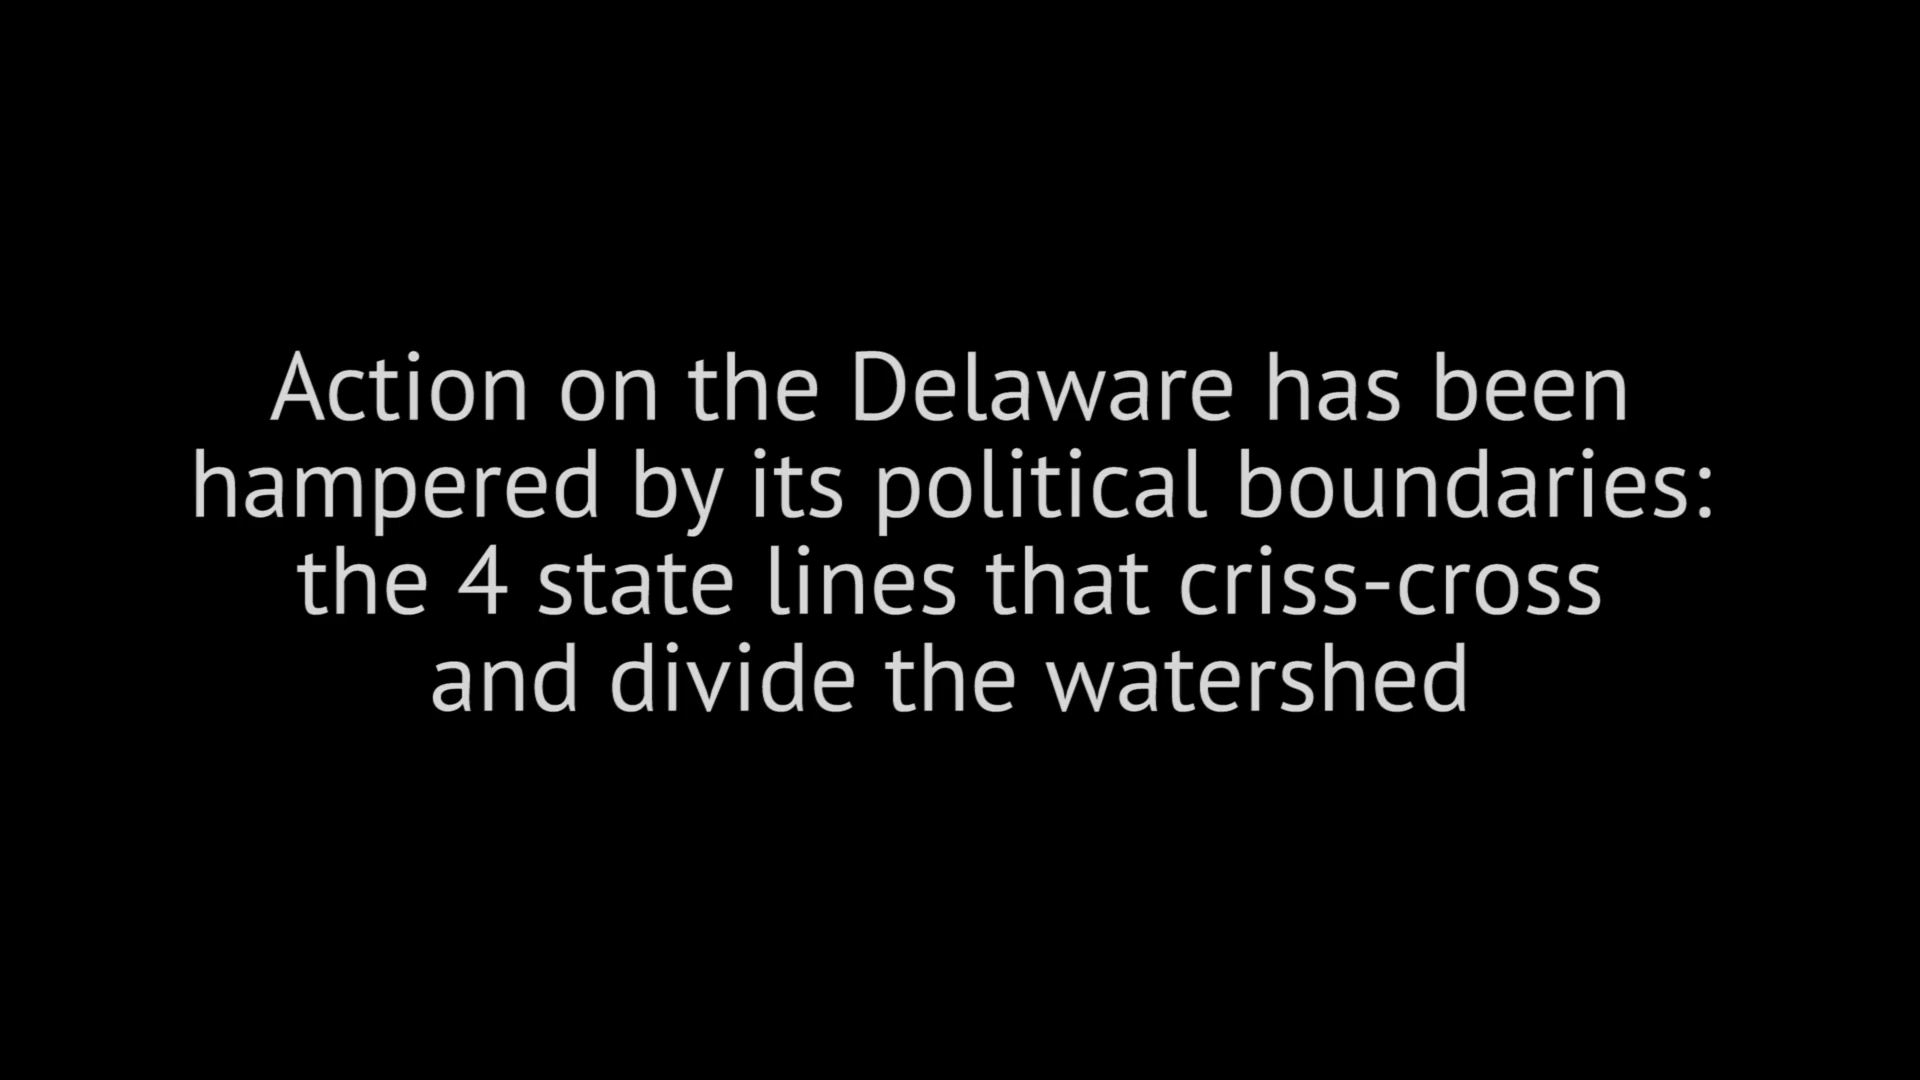 Action on the Delaware has been
hampered by its political boundaries:
the 4 state lines that criss-cross
and divide the watershed